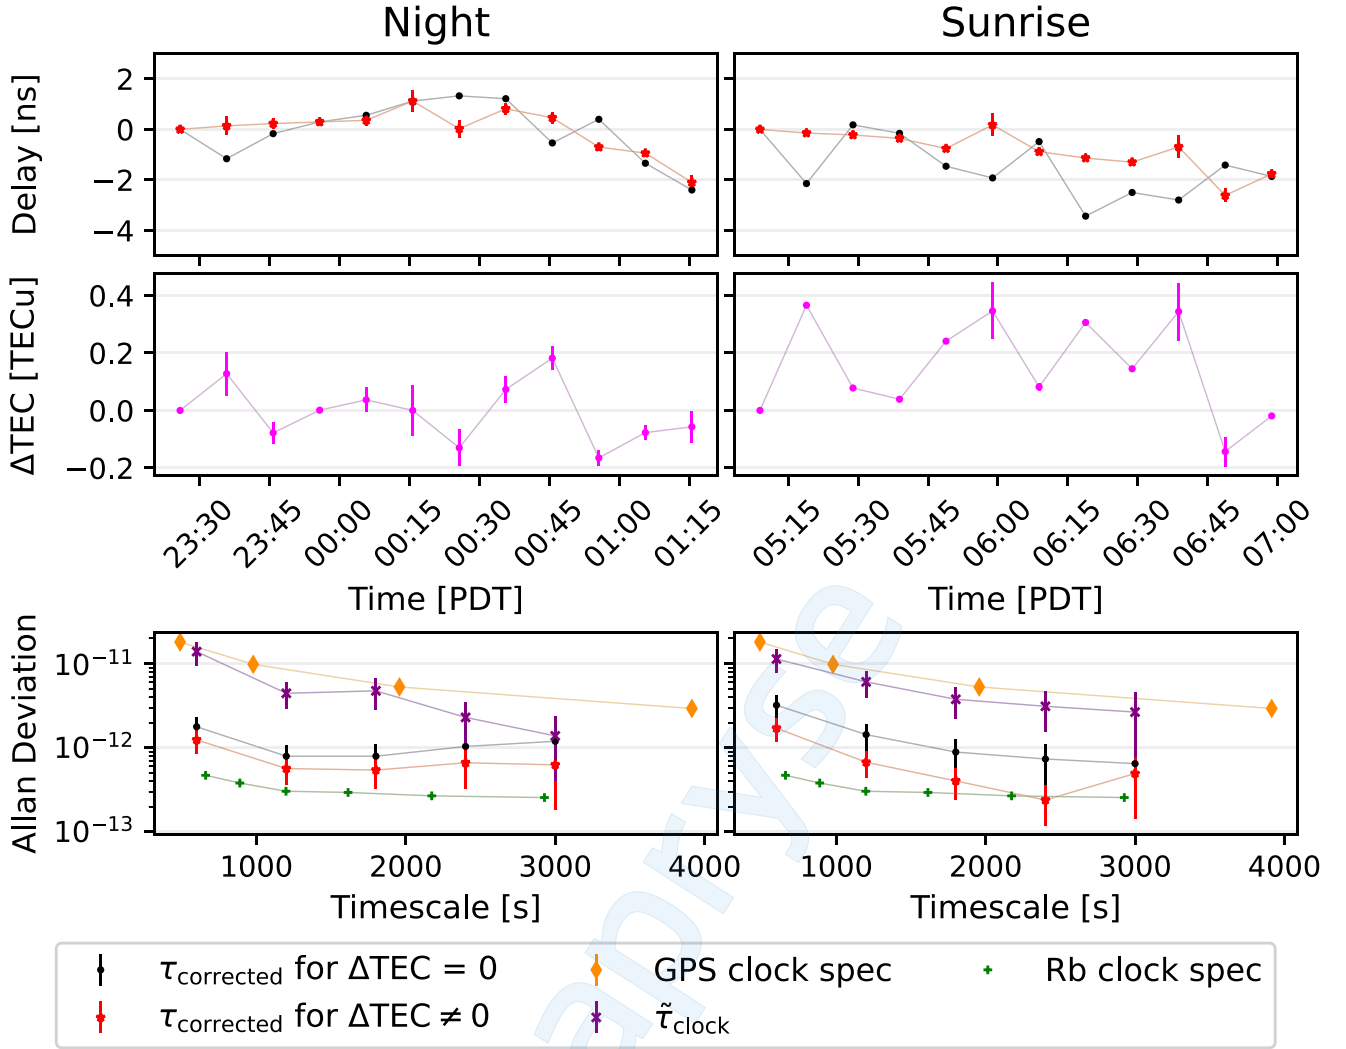 Night
Sunrise
Delay [ns]
2
0
−2
−4
ΔTEC [TECu]
0.4
0.2
0.0
−0.2
23:30 23:45 00:00 00:15 00:30 00:45 01:00 01:15
05:15 05:30 05:45 06:00 06:15 06:30 06:45 07:00
Time [PDT]
Time [PDT]
Allan Deviation
10⁻¹¹
10⁻¹²
10⁻¹³
1000 2000 3000 4000
1000 2000 3000 4000
Timescale [s]
Timescale [s]
τcorrected for ΔTEC = 0
τcorrected for ΔTEC ≠ 0
GPS clock spec
τ̃clock
Rb clock spec